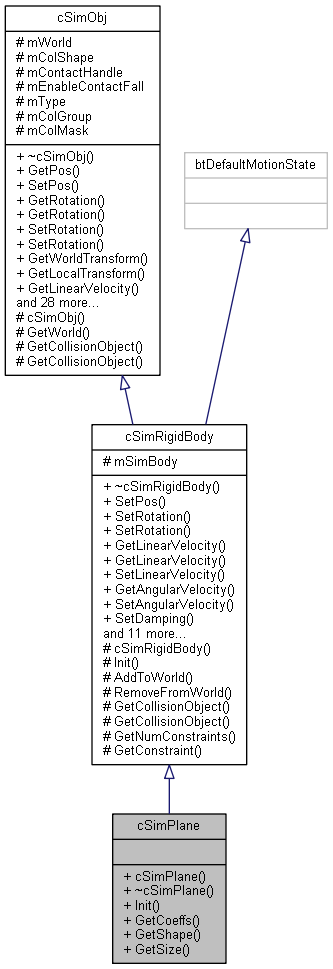 cSimObj
# mWorld
# mColShape
# mContactHandle
# mEnableContactFall
# mType
# mColGroup
# mColMask
+ ~cSimObj()
+ GetPos()
+ SetPos()
+ GetRotation()
+ GetRotation()
+ SetRotation()
+ SetRotation()
+ GetWorldTransform()
+ GetLocalTransform()
+ GetLinearVelocity()
and 28 more...
# cSimObj()
# GetWorld()
# GetCollisionObject()
# GetCollisionObject()
btDefaultMotionState
cSimRigidBody
# mSimBody
+ ~cSimRigidBody()
+ SetPos()
+ SetRotation()
+ SetRotation()
+ GetLinearVelocity()
+ GetLinearVelocity()
+ SetLinearVelocity()
+ GetAngularVelocity()
+ SetAngularVelocity()
+ SetDamping()
and 11 more...
# cSimRigidBody()
# Init()
# AddToWorld()
# RemoveFromWorld()
# GetCollisionObject()
# GetCollisionObject()
# GetNumConstraints()
# GetConstraint()
cSimPlane
+ cSimPlane()
+ ~cSimPlane()
+ Init()
+ GetCoeffs()
+ GetShape()
+ GetSize()